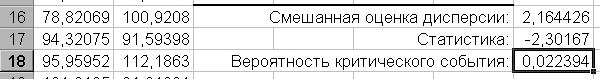 16 78,82069 100,9208 Смешанная оценка дисперсии: 2,164426
17 94,32075 91,59398 Статистика: -2,30167
18 95,95952 112,1863 Вероятность критического события: 0,022394